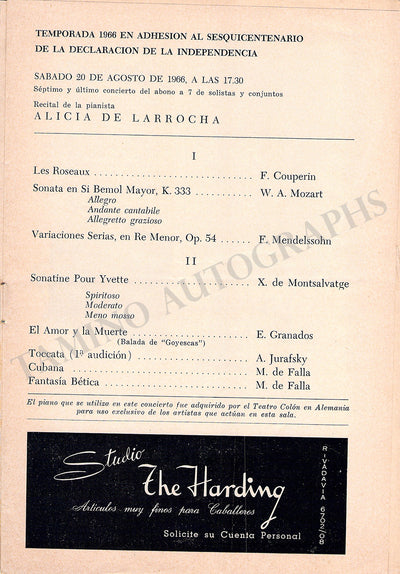 TEMPORADA 1966 EN ADHESION AL SESQUICENTENARIO
DE LA DECLARACION DE LA INDEPENDENCIA
SABADO 20 DE AGOSTO DE 1966, A LAS 17.30
Séptimo y último concierto del abono a 7 de solistas y conjuntos
Recital de la pianista
ALICIA DE LARROCHA
I
Les Roseaux .................. F. Couperin
Sonata en Si Bemol Mayor, K. 333 .......... W. A. Mozart
Allegro
Andante cantabile
Allegretto grazioso
Variaciones Serias, en Re Menor, Op. 54 ...... F. Mendelssohn
II
Sonatine Pour Yvette .................. X. de Montsalvatge
Spiritoso
Moderato
Meno mosso
El Amor y la Muerte .................. E. Granados
(Balada de "Goyescas")
Toccata (1ª audición) .................. A. Jurafsky
Cubana .................. M. de Falla
Fantasía Bética .................. M. de Falla
El piano que se utiliza en este concierto fue adquirido por el Teatro Colón en Alemania
para uso exclusivo de los artistas que actúan en esta sala.
Studio
The Harding
Artículos muy finos para Caballeros
Solicite su Cuenta Personal
RIVADAVIA 6702/08
TAMINO AUTOGRAPHS